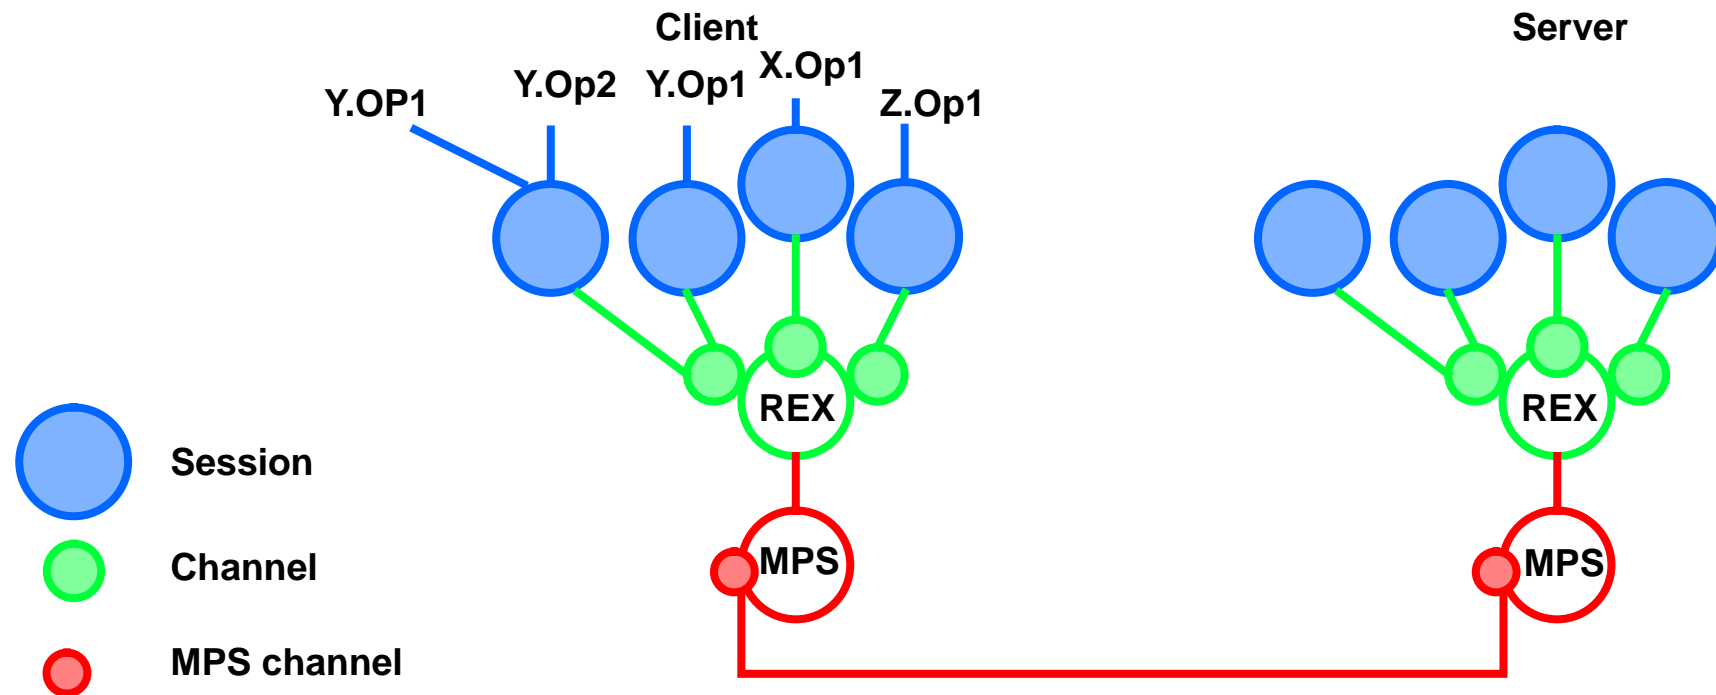 Client
Server
Y.OP1
Y.Op2
Y.Op1
X.Op1
Z.Op1
REX
REX
Session
MPS
MPS
Channel
MPS channel